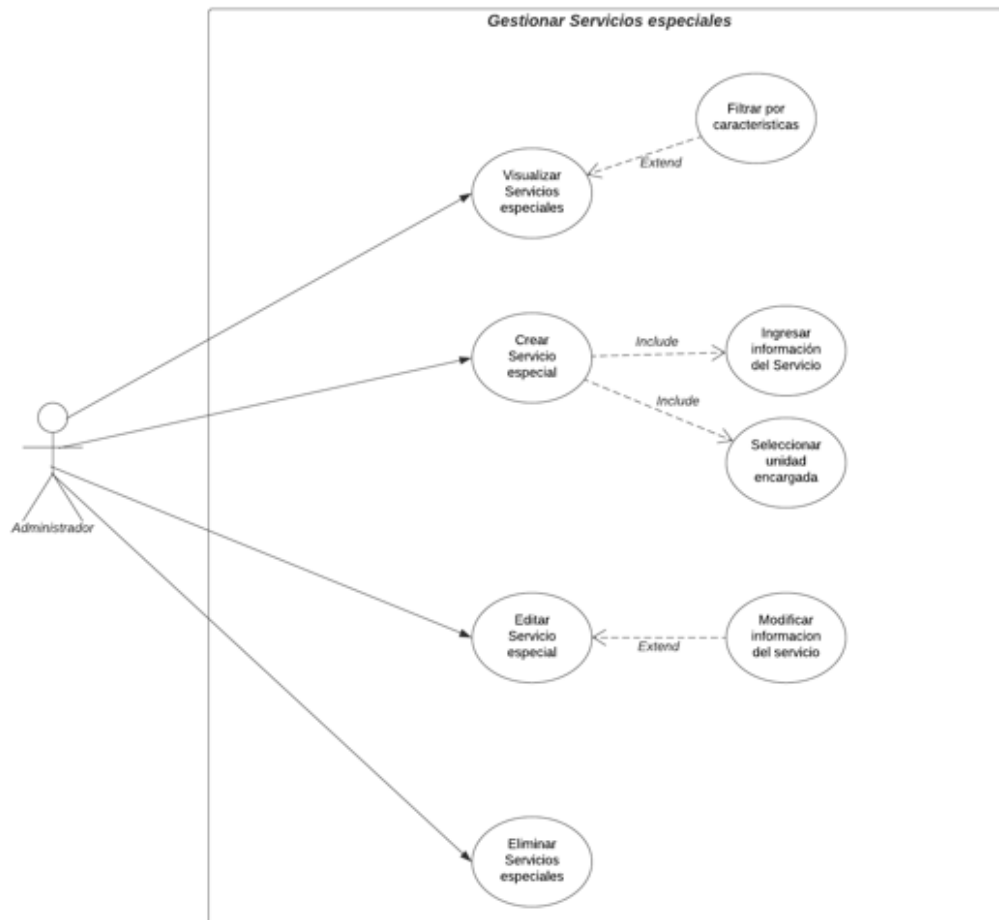 Gestionar Servicios especiales
Filtrar por
caracteristicas
Extend
Visualizar
Servicios
especiales
Crear
Servicio
especial
Include
Ingresar
información
del Servicio
Include
Seleccionar
unidad
encargada
Administrador
Editar
Servicio
especial
Extend
Modificar
informacion
del servicio
Eliminar
Servicios
especiales